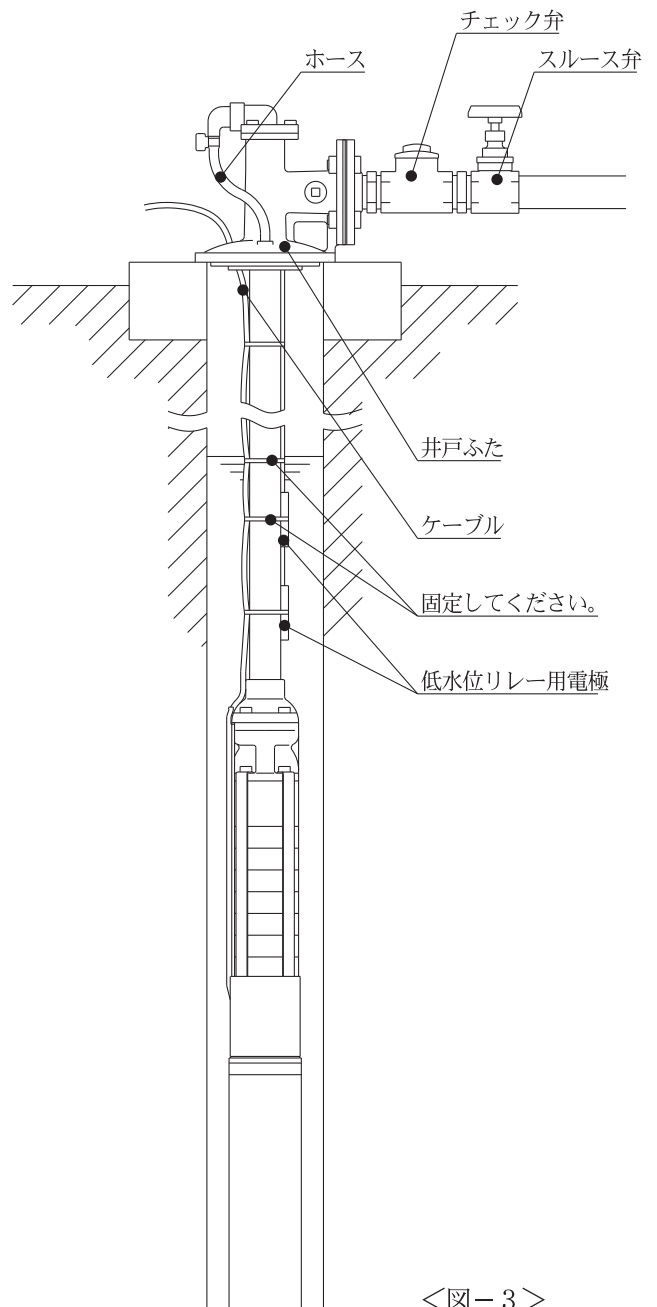 チェック弁
ホース
スルース弁
井戸ふた
ケーブル
固定してください。
低水位リレー用電極
＜図－３＞